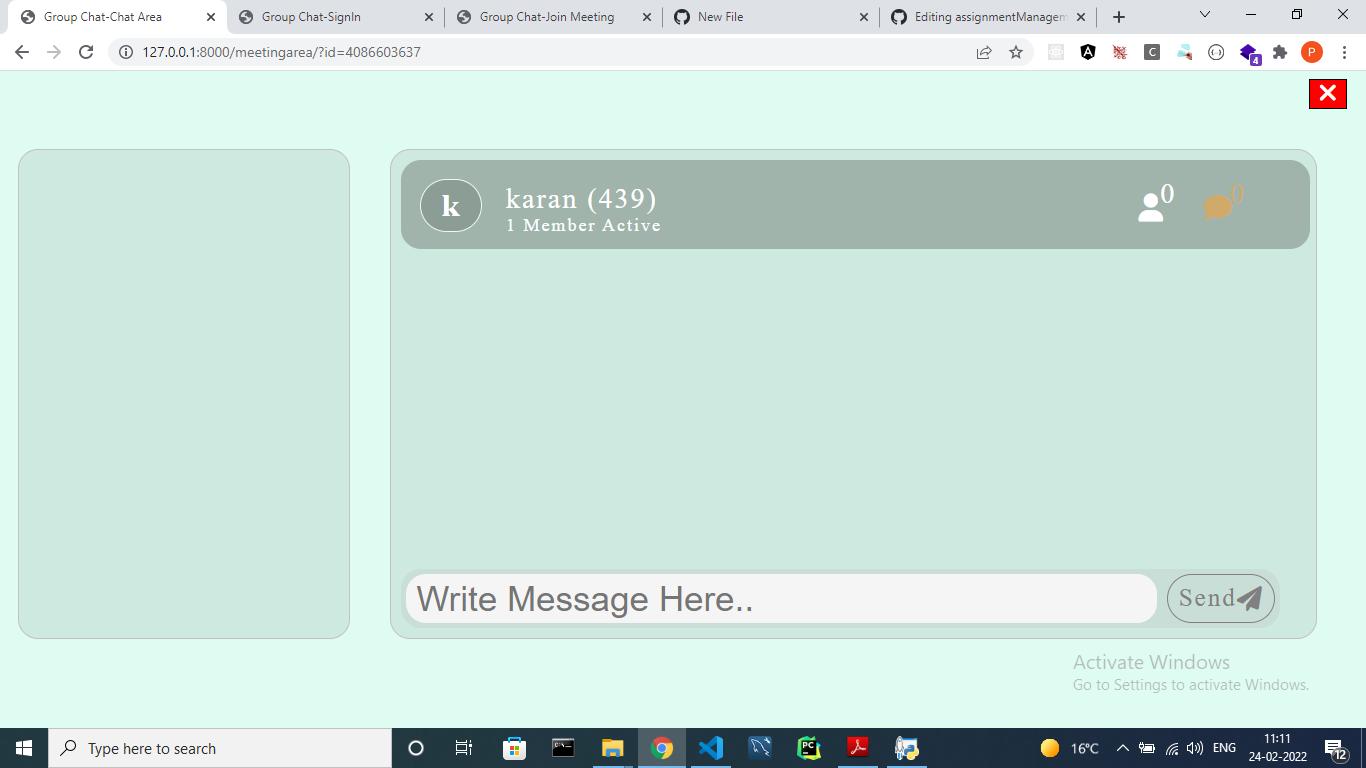 Group Chat-Chat Area
Group Chat-SignIn
Group Chat-Join Meeting
New File
Editing assignmentManagem
127.0.0.1:8000/meetingarea/?id=4086603637
C
4
P
k
karan (439)
1 Member Active
0
0
Write Message Here..
Send
Activate Windows
Go to Settings to activate Windows.
Type here to search
PC
16°C
ENG
11:11
24-02-2022
12